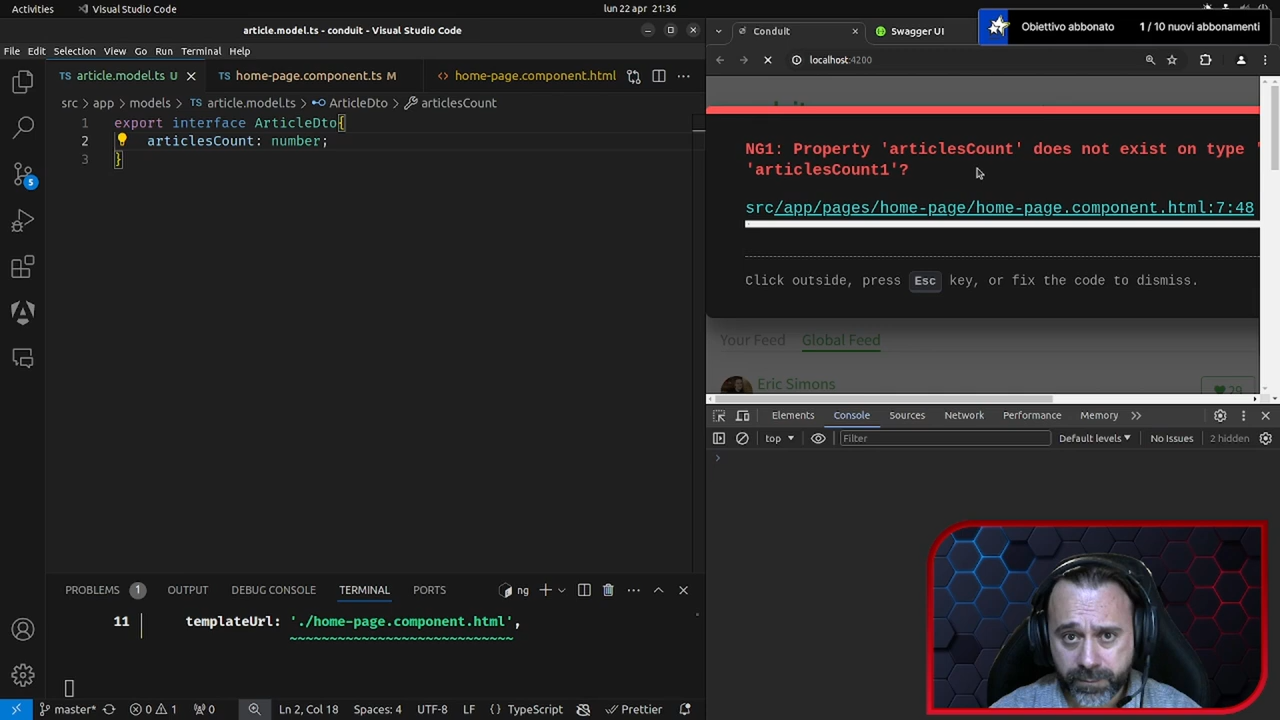 Activities
Visual Studio Code
lun 22 apr 21:36
article.model.ts - conduit - Visual Studio Code
File Edit Selection View Go Run Terminal Help
article.model.ts U
home-page.component.ts M
home-page.component.html
src > app > models > article.model.ts > ArticleDto > articlesCount
1 export interface ArticleDto{
2 articlesCount: number;
3 }
5
PROBLEMS 1 OUTPUT DEBUG CONSOLE TERMINAL PORTS
ng
11 templateUrl: './home-page.component.html',
~~~~~~~~~~~~~~~~~~~~~~~~~~~~
master* 0 1 0 Ln 2, Col 18 Spaces: 4 UTF-8 LF TypeScript Prettier
Conduit
Swagger UI
Obiettivo abbonato 1 / 10 nuovi abbonamenti
localhost:4200
NG1: Property 'articlesCount' does not exist on type '
'articlesCount1'?
src/app/pages/home-page/home-page.component.html:7:48
Click outside, press Esc key, or fix the code to dismiss.
Your Feed Global Feed
Eric Simons
29
Elements Console Sources Network Performance Memory
top Filter Default levels No Issues 2 hidden